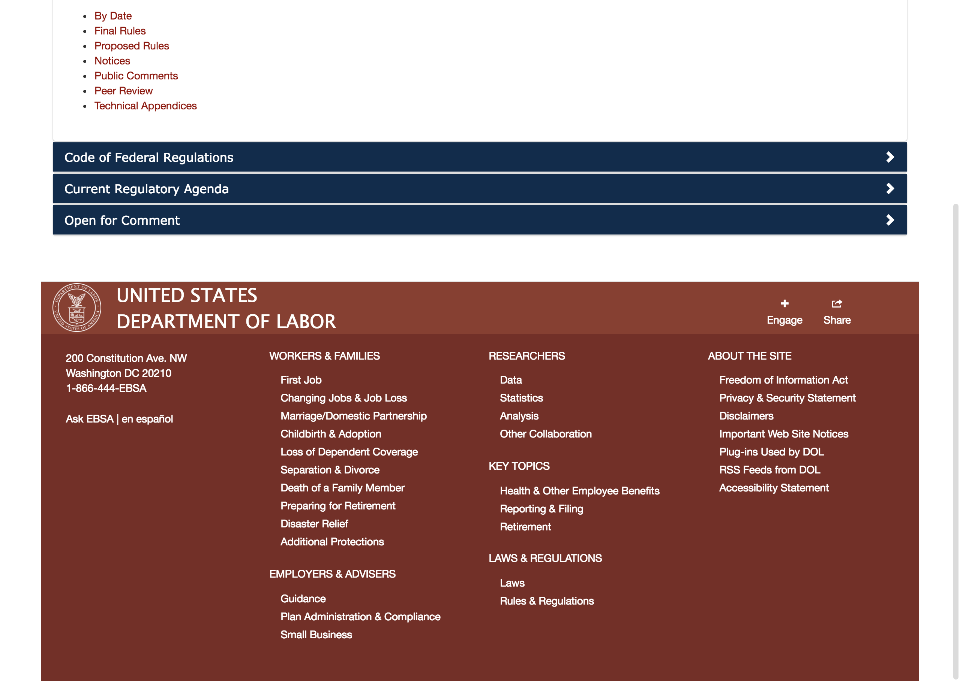 By Date
Final Rules
Proposed Rules
Notices
Public Comments
Peer Review
Technical Appendices
Code of Federal Regulations
Current Regulatory Agenda
Open for Comment
UNITED STATES
DEPARTMENT OF LABOR
Engage
Share
200 Constitution Ave. NW
Washington DC 20210
1-866-444-EBSA
Ask EBSA | en español
WORKERS & FAMILIES
First Job
Changing Jobs & Job Loss
Marriage/Domestic Partnership
Childbirth & Adoption
Loss of Dependent Coverage
Separation & Divorce
Death of a Family Member
Preparing for Retirement
Disaster Relief
Additional Protections
EMPLOYERS & ADVISERS
Guidance
Plan Administration & Compliance
Small Business
RESEARCHERS
Data
Statistics
Analysis
Other Collaboration
KEY TOPICS
Health & Other Employee Benefits
Reporting & Filing
Retirement
LAWS & REGULATIONS
Laws
Rules & Regulations
ABOUT THE SITE
Freedom of Information Act
Privacy & Security Statement
Disclaimers
Important Web Site Notices
Plug-ins Used by DOL
RSS Feeds from DOL
Accessibility Statement